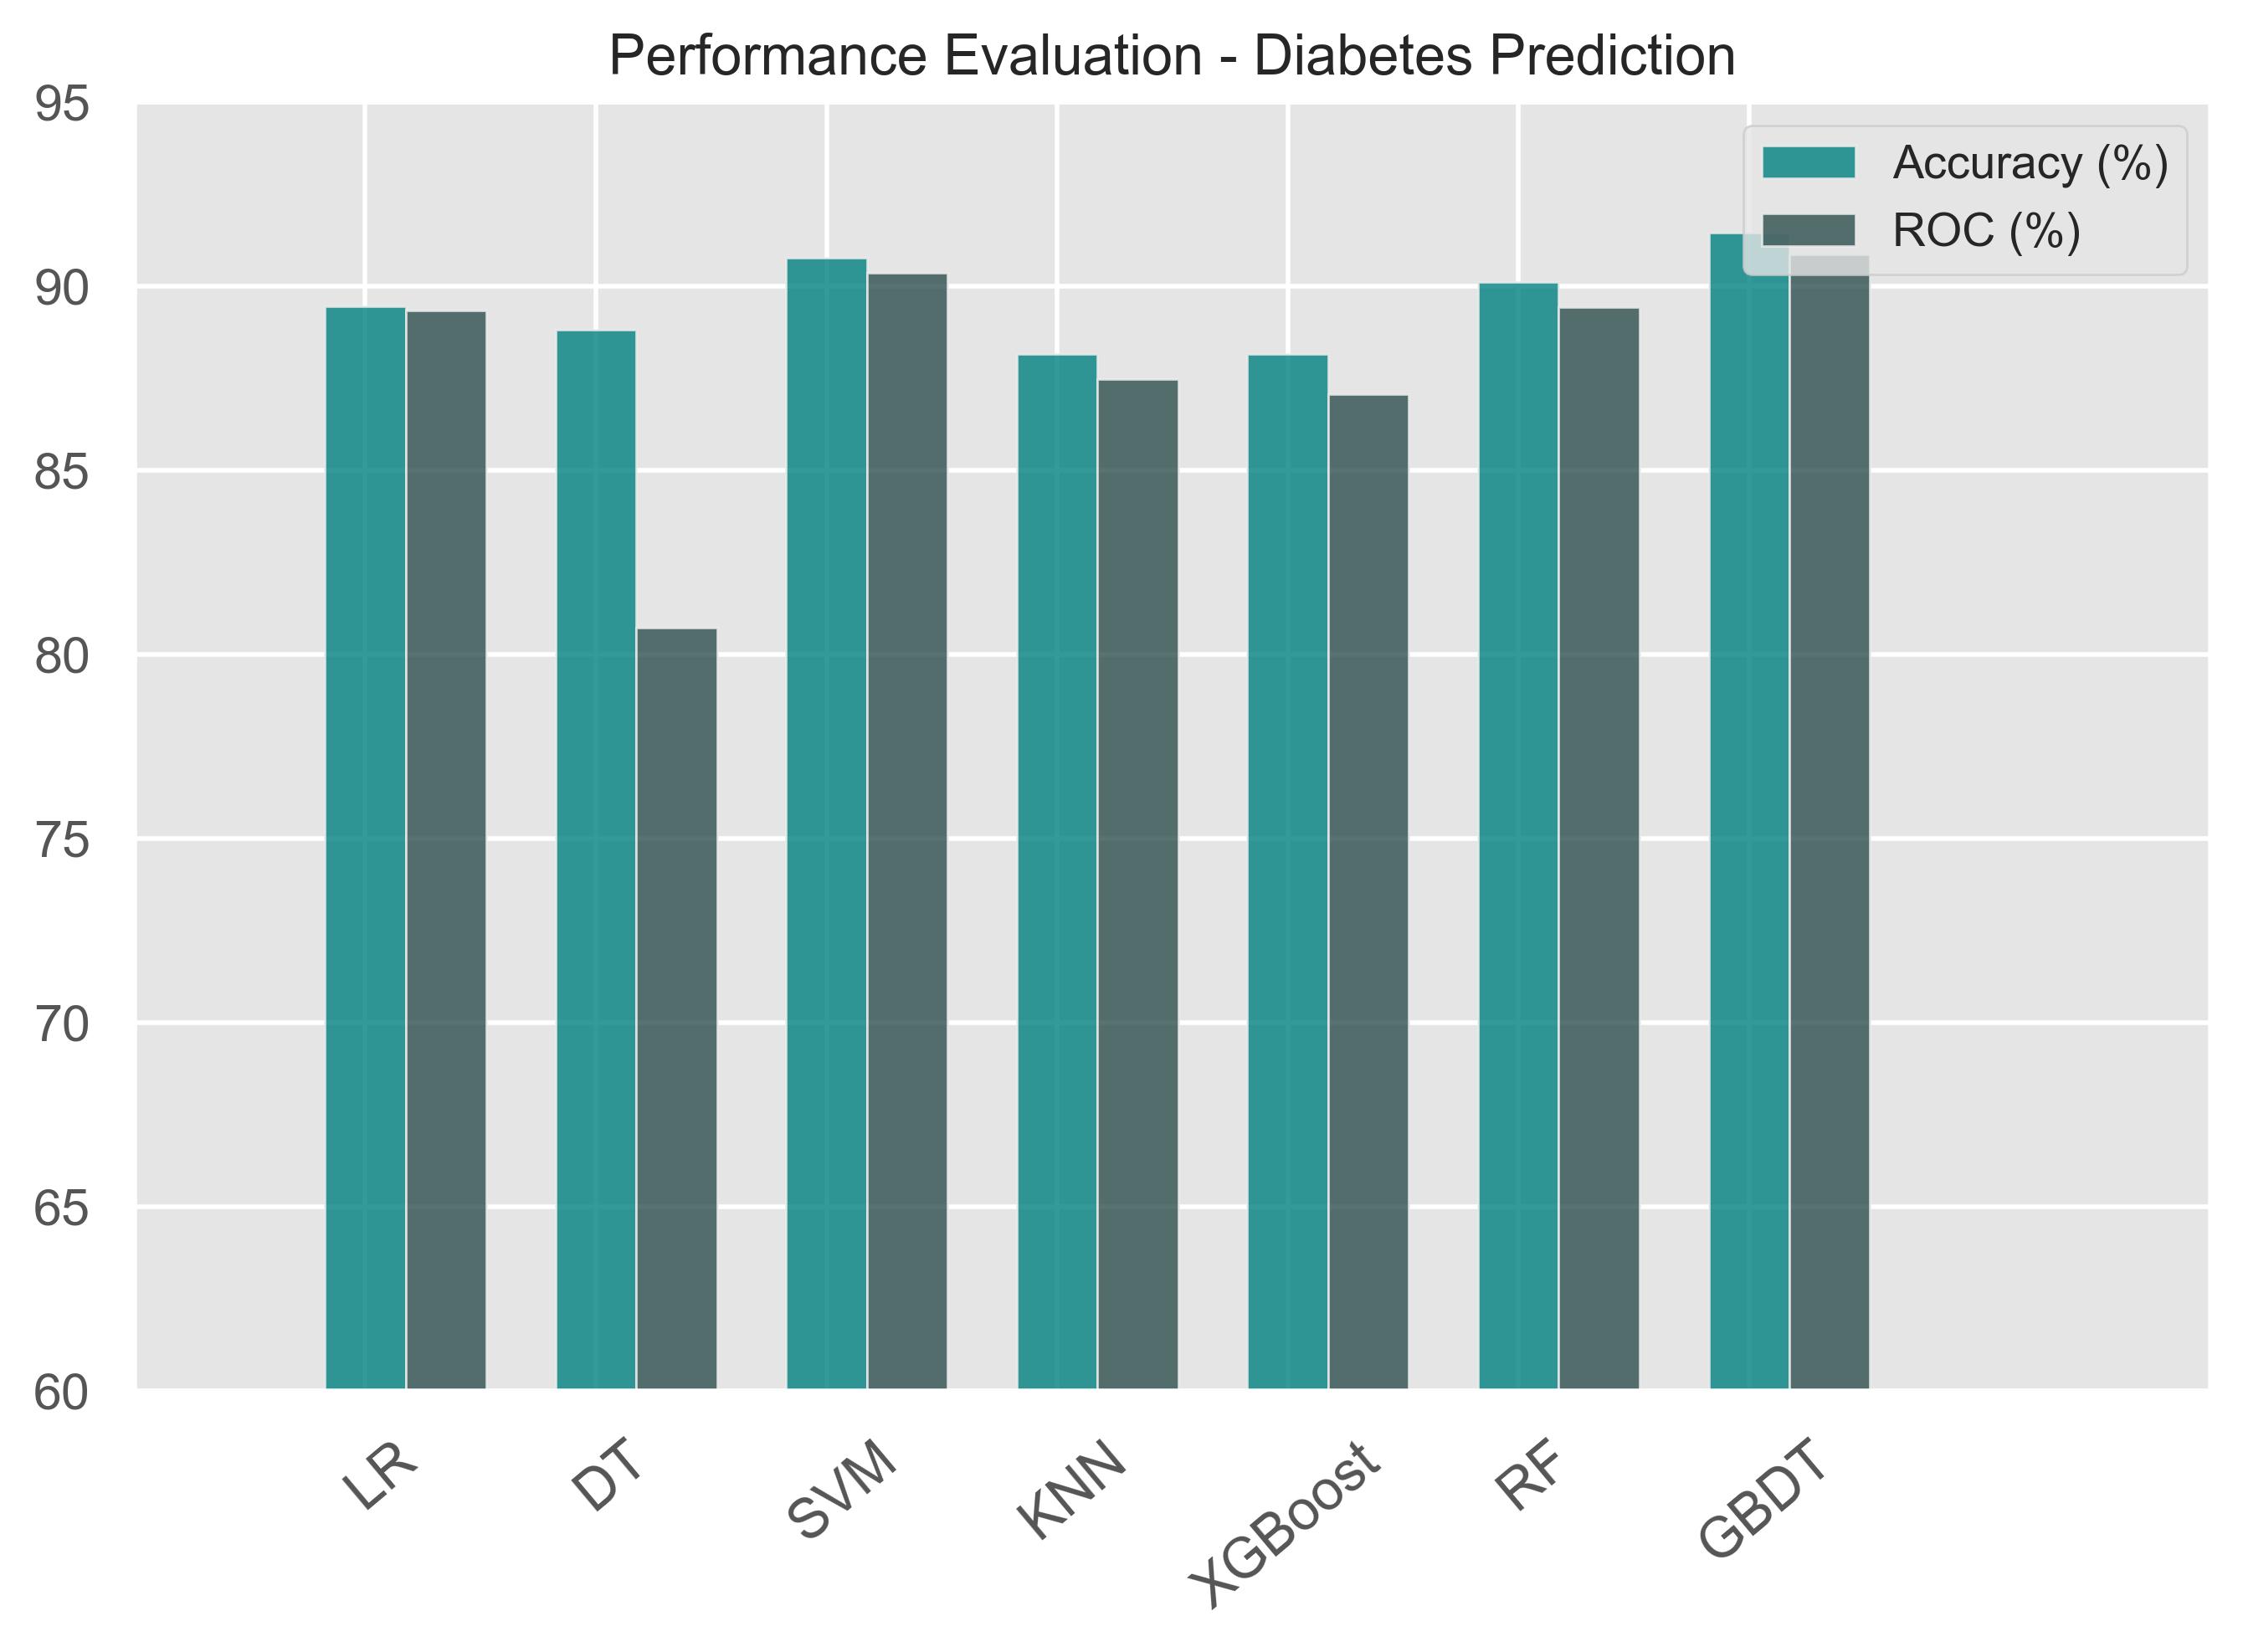 Performance Evaluation - Diabetes Prediction
95
90
85
80
75
70
65
60
Accuracy (%)
ROC (%)
LR
DT
SVM
KNN
XGBoost
RF
GBDT